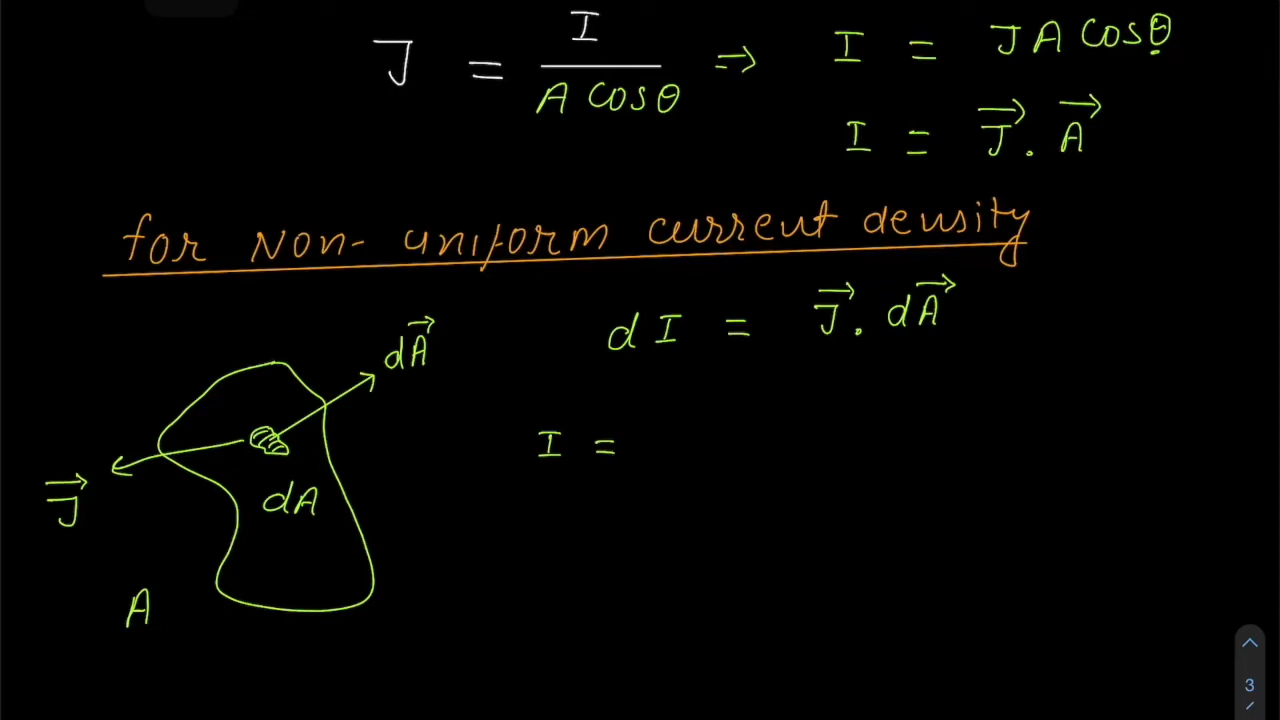 J = I / A cosθ ⇒ I = JA cosθ
I = J⃗ . A⃗
for Non-uniform current density
dI = J⃗ . dA⃗
dA⃗
I =
J⃗
dA
A
3